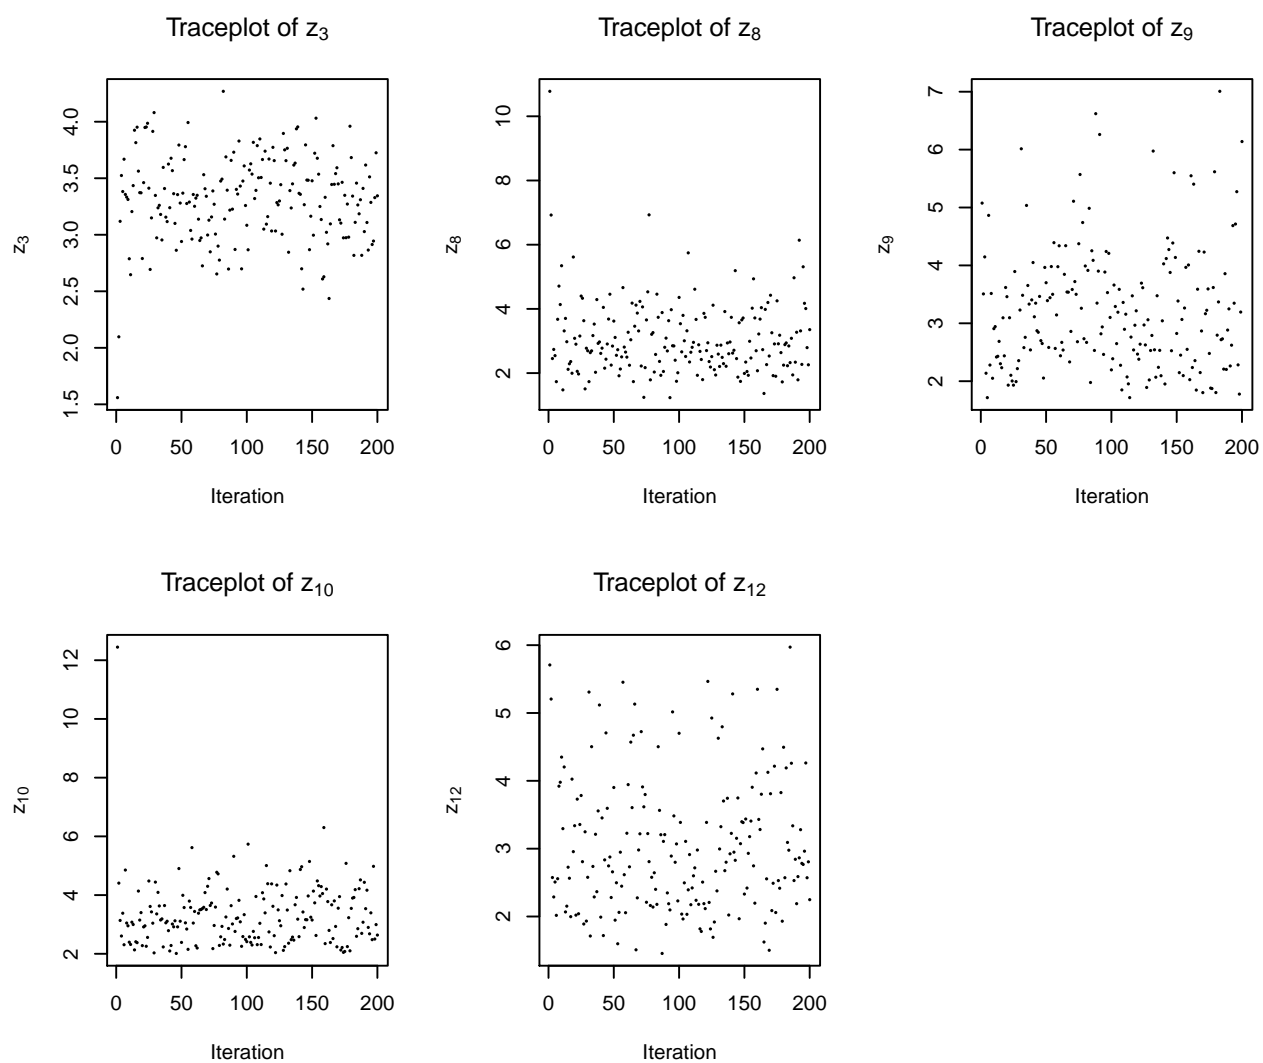 Traceplot of z3
Traceplot of z8
Traceplot of z9
z3
1.5 2.0 2.5 3.0 3.5 4.0
0 50 100 150 200
Iteration
z8
2 4 6 8 10
0 50 100 150 200
Iteration
z9
2 3 4 5 6 7
0 50 100 150 200
Iteration
Traceplot of z10
Traceplot of z12
z10
2 4 6 8 10 12
0 50 100 150 200
Iteration
z12
2 3 4 5 6
0 50 100 150 200
Iteration